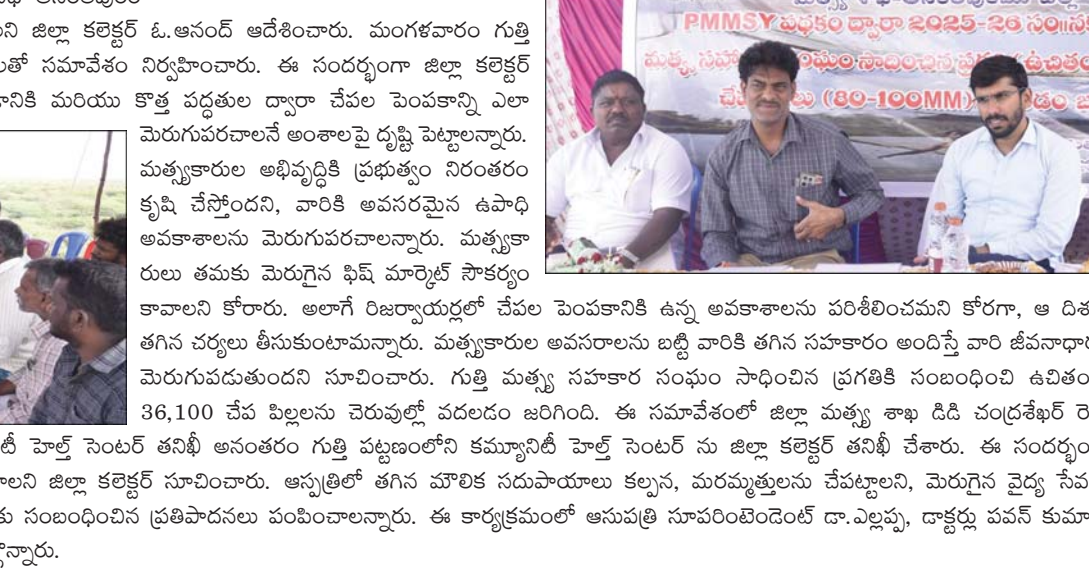 ని జిల్లా కలెక్టర్ ఓ.ఆనంద్ ఆదేశించారు. మంగళవారం గుత్తి
లతో సమావేశం నిర్వహించారు. ఈ సందర్భంగా జిల్లా కలెక్టర్
నికి మరియు కొత్త పద్ధతుల ద్వారా చేపల పెంపకాన్ని ఎలా
మెరుగుపరచాలనే అంశాలపై దృష్టి పెట్టాలన్నారు.
మత్స్యకారుల అభివృద్ధికి ప్రభుత్వం నిరంతరం
కృషి చేస్తోందని, వారికి అవసరమైన ఉపాధి
అవకాశాలను మెరుగుపరచాలన్నారు. మత్స్యకా
రులు తమకు మెరుగైన ఫిష్ మార్కెట్ సౌకర్యం
PMMSY పథకం ద్వారా 2025-26
మత్స్య సాధించిన ఉచితం
(80-100MM)
కావాలని కోరారు. అలాగే రిజర్వాయర్లలో చేపల పెంపకానికి ఉన్న అవకాశాలను పరిశీలించమని కోరగా, ఆ దిశ
తగిన చర్యలు తీసుకుంటామన్నారు. మత్స్యకారుల అవసరాలను బట్టి వారికి తగిన సహకారం అందిస్తే వారి జీవనాధార
మెరుగుపడుతుందని సూచించారు. గుత్తి మత్స్య సహకార సంఘం సాధించిన ప్రగతికి సంబంధించి ఉచితం
36,100 చేప పిల్లలను చెరువుల్లో వదలడం జరిగింది. ఈ సమావేశంలో జిల్లా మత్స్య శాఖ డిడి చంద్రశేఖర్ రె
టీ హెల్త్ సెంటర్ తనిఖీ అనంతరం గుత్తి పట్టణంలోని కమ్యూనిటీ హెల్త్ సెంటర్ ను జిల్లా కలెక్టర్ తనిఖీ చేశారు. ఈ సందర్భం
లని జిల్లా కలెక్టర్ సూచించారు. ఆస్పత్రిలో తగిన మౌలిక సదుపాయాలు కల్పన, మరమ్మత్తులను చేపట్టాలని, మెరుగైన వైద్య సేవ
కు సంబంధించిన ప్రతిపాదనలు పంపించాలన్నారు. ఈ కార్యక్రమంలో ఆసుపత్రి సూపరింటెండెంట్ డా.ఎల్లప్ప, డాక్టర్లు పవన్ కుమా
న్నారు.